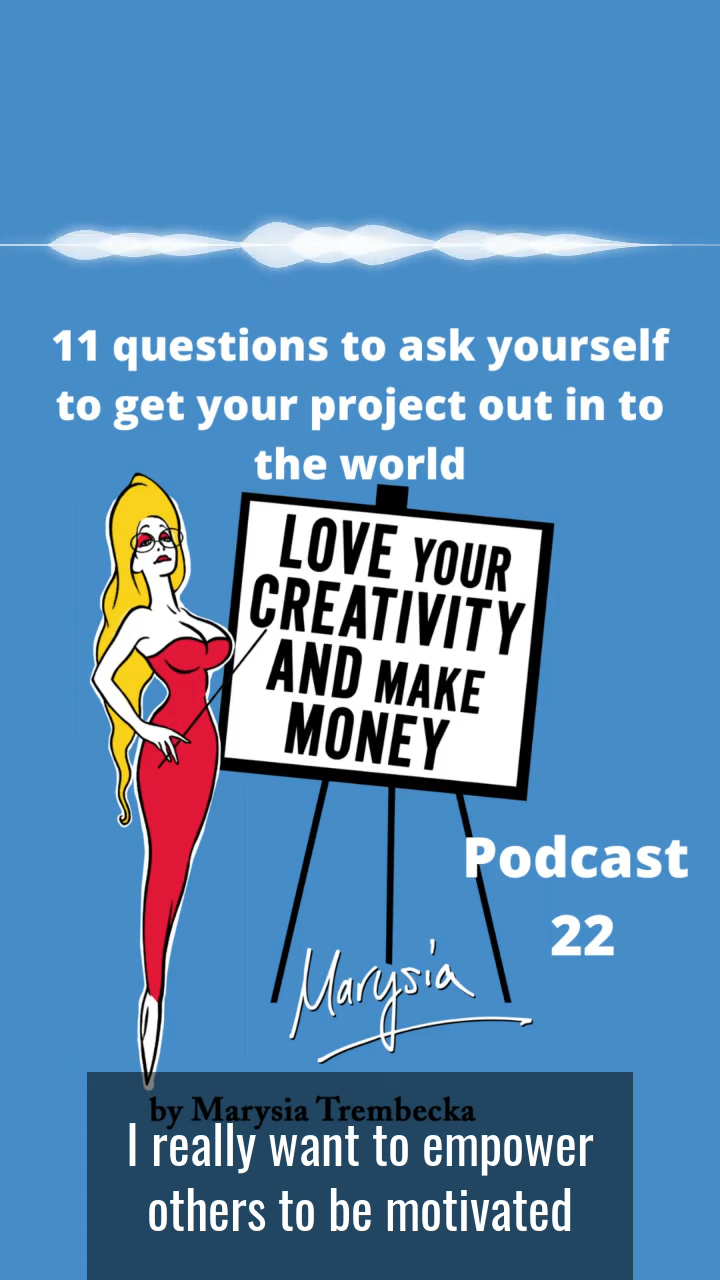 11 questions to ask yourself
to get your project out in to
the world
LOVE YOUR
CREATIVITY
AND MAKE
MONEY
Podcast
22
Marysia
by Marysia Trembecka
I really want to empower
others to be motivated